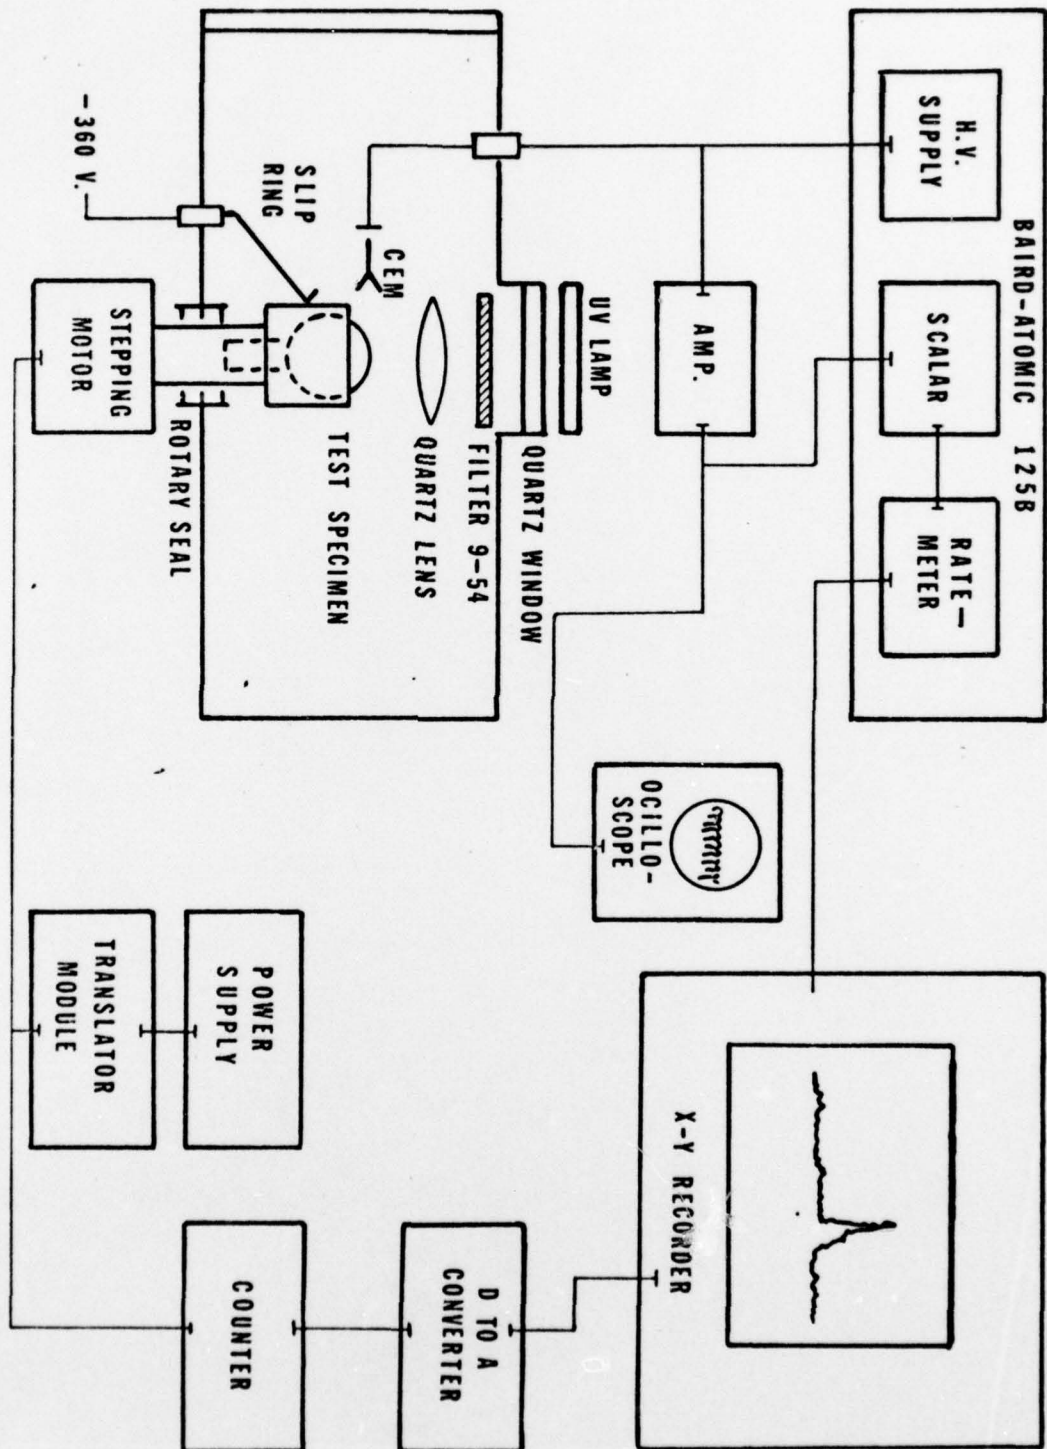 BAIRD-ATOMIC 125B
H.V.
SUPPLY
SCALAR
RATE—
METER
AMP.
OCILLO-
SCOPE
X-Y RECORDER
UV LAMP
QUARTZ WINDOW
FILTER 9-54
QUARTZ LENS
CEM
SLIP
RING
TEST SPECIMEN
ROTARY SEAL
-360 V.
STEPPING
MOTOR
POWER
SUPPLY
TRANSLATOR
MODULE
D TO A
CONVERTER
COUNTER